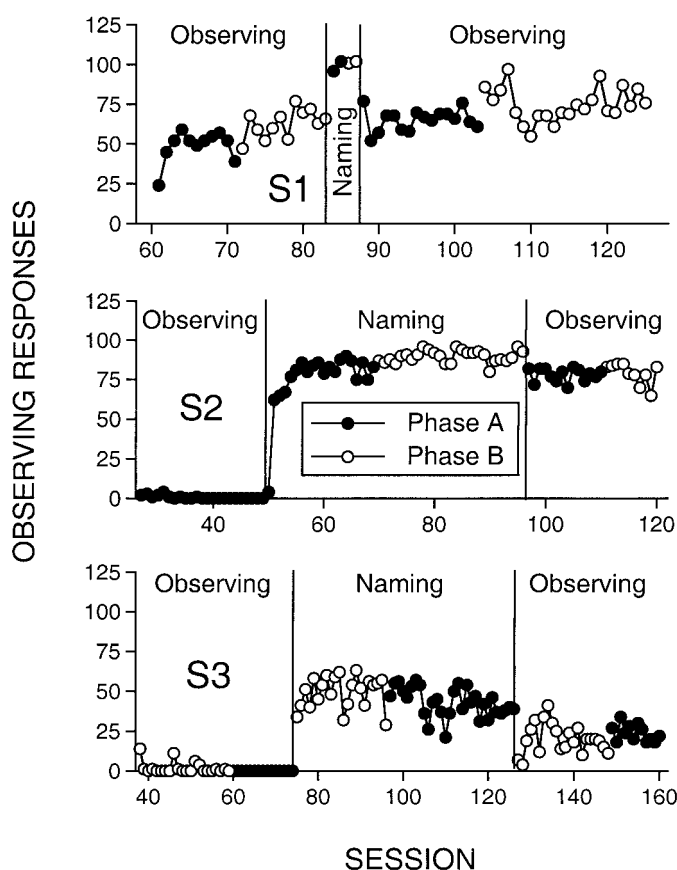 OBSERVING RESPONSES
125
100
75
50
25
0
Observing
Naming
Observing
S1
60 70 80 90 100 110 120
125
100
75
50
25
0
Observing
Naming
Observing
S2
Phase A
Phase B
40 60 80 100 120
125
100
75
50
25
0
Observing
Naming
Observing
S3
40 60 80 100 120 140 160
SESSION